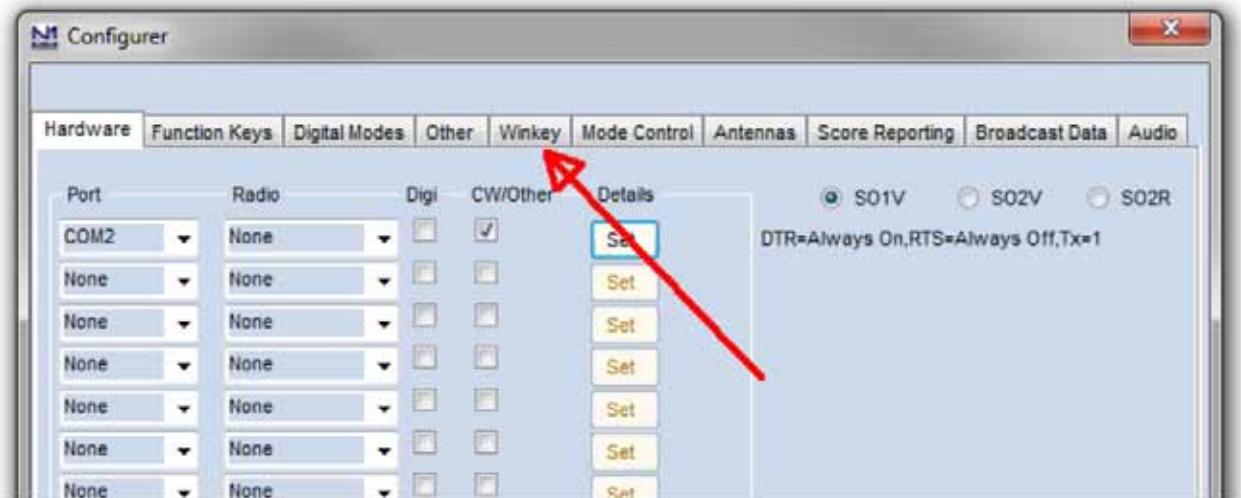 N1 Configurer
X
Hardware Function Keys Digital Modes Other Winkey Mode Control Antennas Score Reporting Broadcast Data Audio
Port Radio Digi CW/Other Details SO1V SO2V SO2R
COM2 None Set DTR=Always On,RTS=Always Off,Tx=1
None None Set
None None Set
None None Set
None None Set
None None Set
None None Set